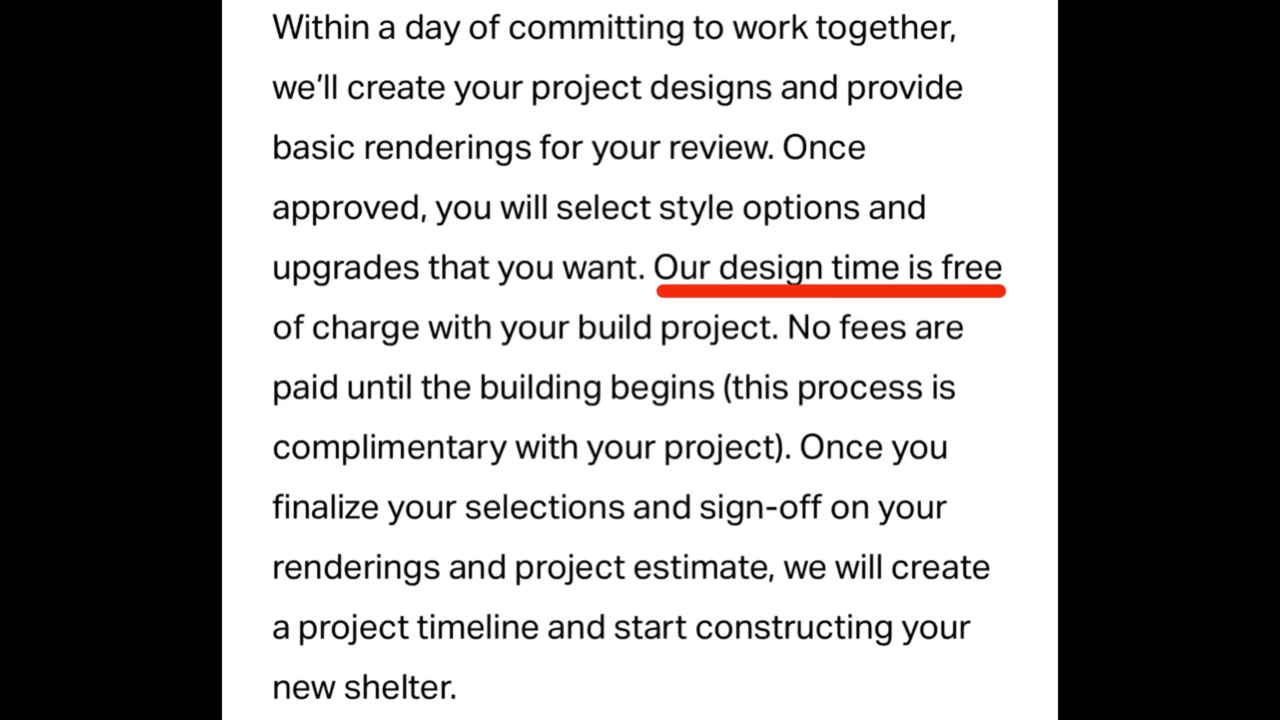 Within a day of committing to work together,
we’ll create your project designs and provide
basic renderings for your review. Once
approved, you will select style options and
upgrades that you want. Our design time is free
of charge with your build project. No fees are
paid until the building begins (this process is
complimentary with your project). Once you
finalize your selections and sign-off on your
renderings and project estimate, we will create
a project timeline and start constructing your
new shelter.